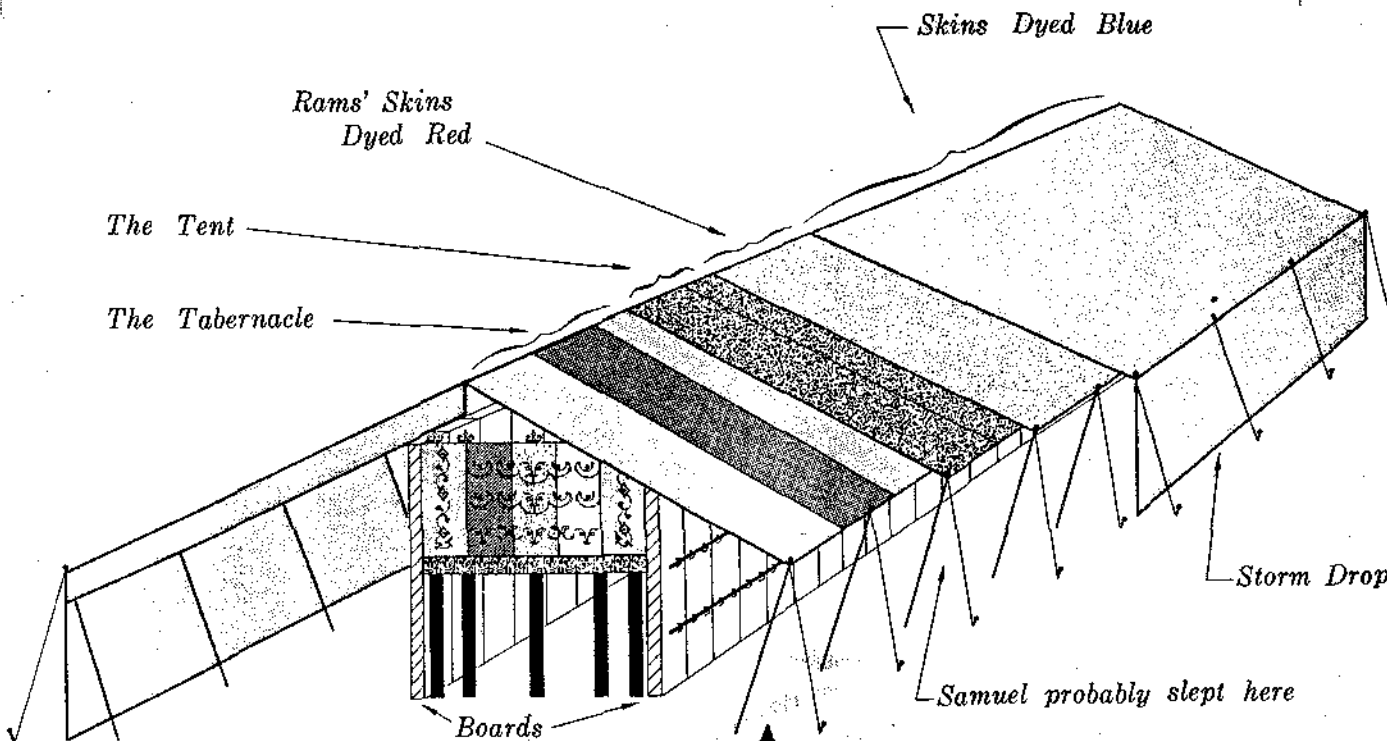 Skins Dyed Blue
Rams' Skins
Dyed Red
The Tent
The Tabernacle
Storm Drop
Samuel probably slept here
Boards